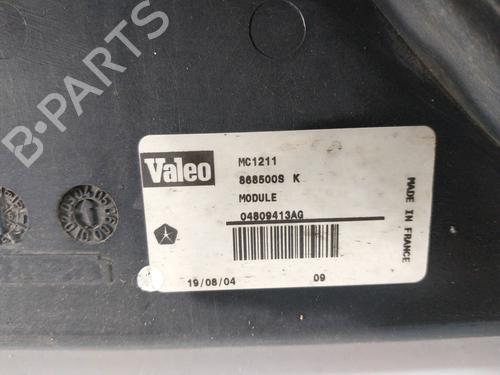 B-PARTS
Valeo
MC1211
868500S K
MODULE
04809413AG
MADE IN FRANCE
19/08/04
09